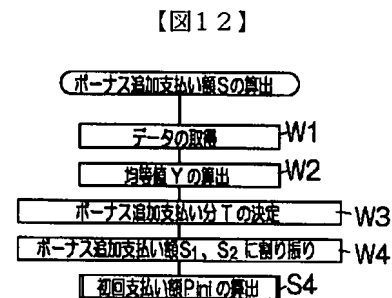 【図12】
ボーナス追加支払い額Sの算出
データの取得 W1
均等値Yの算出 W2
ボーナス追加支払い分Tの決定 W3
ボーナス追加支払い額S₁、S₂に割り振り W4
初回支払い額Piniの算出 S4